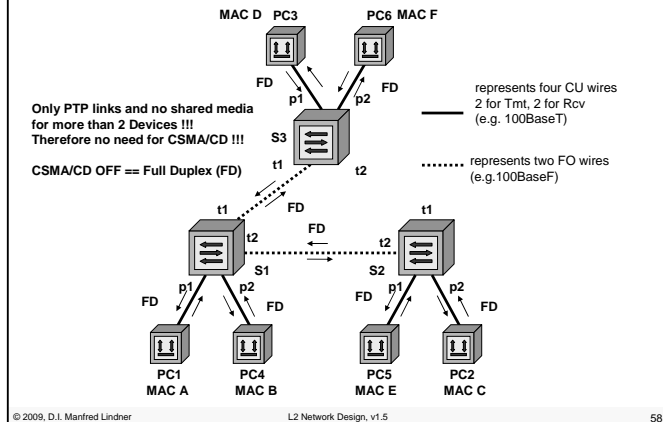 MAC D PC3
PC6 MAC F
FD
FD
p1
p2
Only PTP links and no shared media
for more than 2 Devices !!!
Therefore no need for CSMA/CD !!!
CSMA/CD OFF == Full Duplex (FD)
represents four CU wires
2 for Tmt, 2 for Rcv
(e.g. 100BaseT)
represents two FO wires
(e.g.100BaseF)
S3
t1
t2
FD
t1
t2
FD
t2
t1
S1
S2
FD
p1
p2
FD
FD
p1
p2
FD
PC1
MAC A
PC4
MAC B
PC5
MAC E
PC2
MAC C
© 2009, D.I. Manfred Lindner
L2 Network Design, v1.5
58